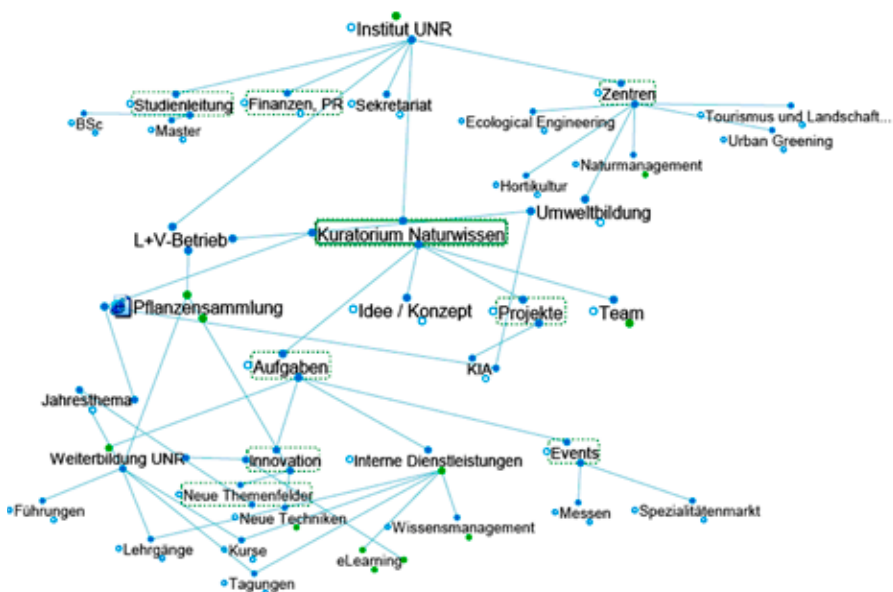 Institut UNR
Studienleitung
Finanzen, PR
Sekretariat
Zentren
BSc
Master
Ecological Engineering
Tourismus und Landschaft...
Urban Greening
Naturmanagement
Hortikultur
Umweltbildung
L+V-Betrieb
Kuratorium Naturwissen
Pflanzensammlung
Idee / Konzept
Projekte
Team
Aufgaben
KIA
Jahresthema
Weiterbildung UNR
Innovation
Interne Dienstleistungen
Events
Neue Themenfelder
Führungen
Neue Techniken
Wissensmanagement
Messen
Spezialitätenmarkt
Lehrgänge
Kurse
eLearning
Tagungen